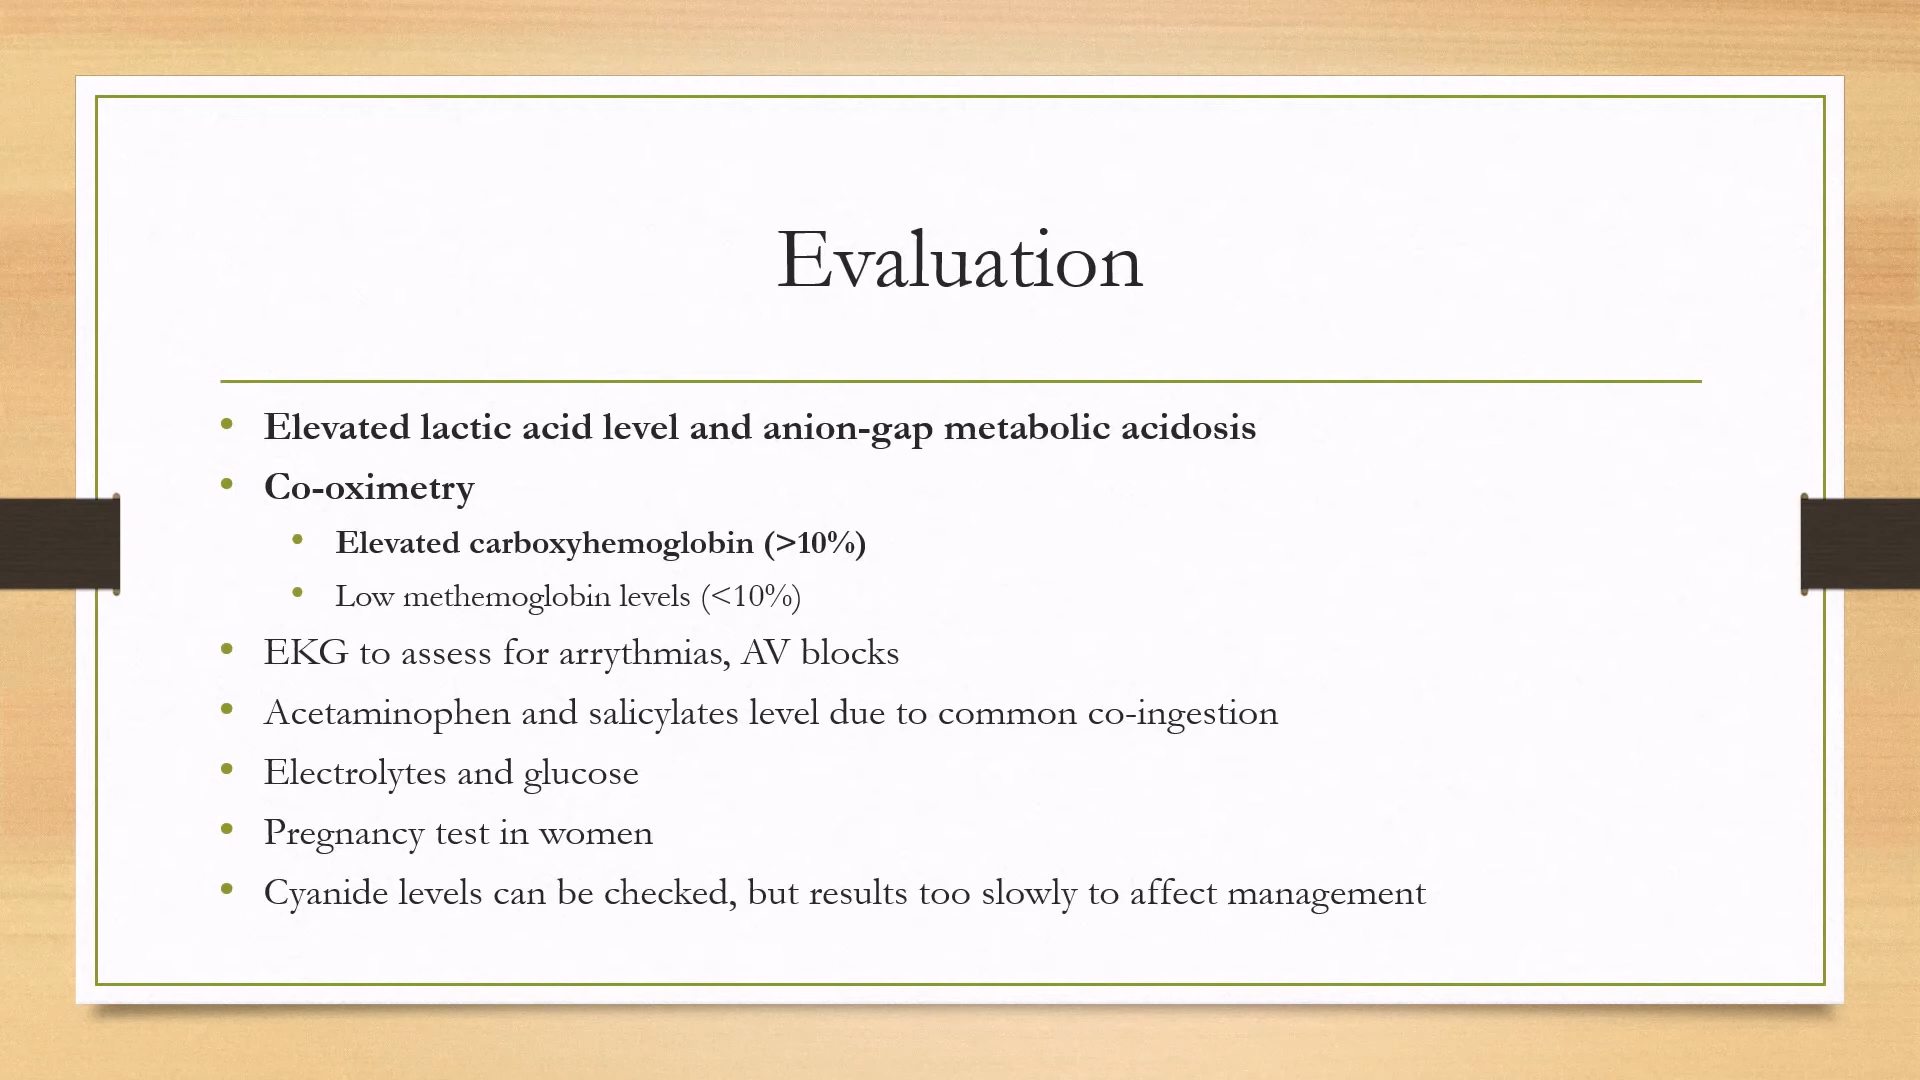 Evaluation
• Elevated lactic acid level and anion-gap metabolic acidosis
• Co-oximetry
• Elevated carboxyhemoglobin (>10%)
• Low methemoglobin levels (<10%)
• EKG to assess for arrythmias, AV blocks
• Acetaminophen and salicylates level due to common co-ingestion
• Electrolytes and glucose
• Pregnancy test in women
• Cyanide levels can be checked, but results too slowly to affect management